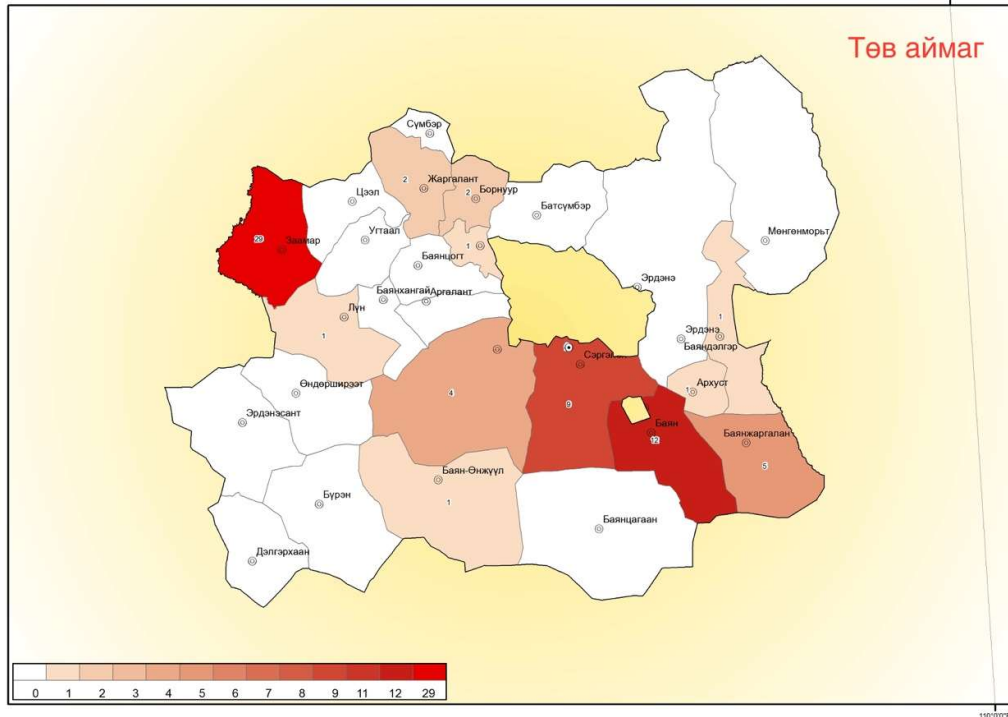 Төв аймаг
Сүмбэр
2
Жаргалант
2
Борнуур
Цээл
Батсүмбэр
29
Заамар
Угтаал
1
Мөнгөнморьт
Баянцогт
Эрдэнэ
Баянхангай
Аргалант
Лүн
1
1
Эрдэнэ
Баяндэлгэр
Сэргэлэн
Өндөрширээт
4
9
1
Архуст
Эрдэнэсант
Баян
12
Баянжаргалан
5
Баян-Өнжүүл
1
Бүрэн
Баянцагаан
Дэлгэрхаан
0 1 2 3 4 5 6 7 8 9 11 12 29